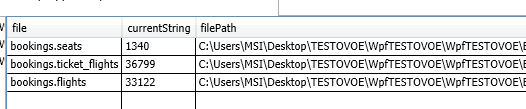 file currentString filePath
bookings.seats 1340 C:\Users\MSI\Desktop\TESTOVOE\WpfTESTOVOE\WpfTESTOVOE\
bookings.ticket_flights 36799 C:\Users\MSI\Desktop\TESTOVOE\WpfTESTOVOE\WpfTESTOVOE\
bookings.flights 33122 C:\Users\MSI\Desktop\TESTOVOE\WpfTESTOVOE\WpfTESTOVOE\